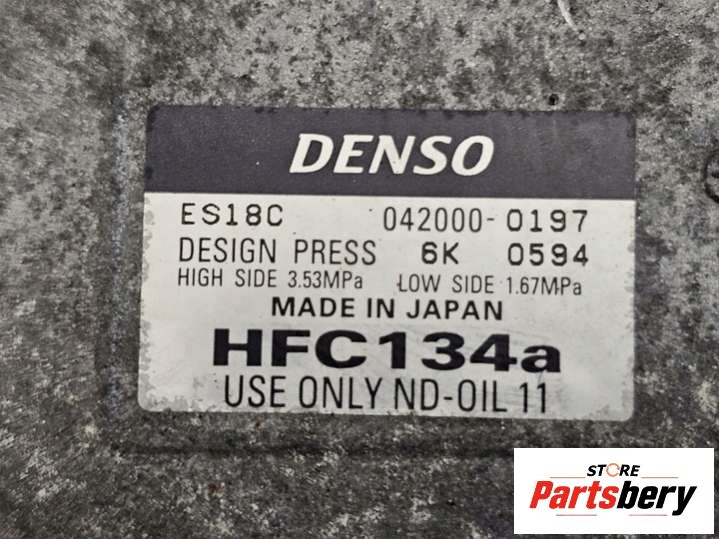 DENSO
ES18C 042000-0197
DESIGN PRESS 6K 0594
HIGH SIDE 3.53MPa LOW SIDE 1.67MPa
MADE IN JAPAN
HFC134a
USE ONLY ND-OIL 11
STORE
Partsbery